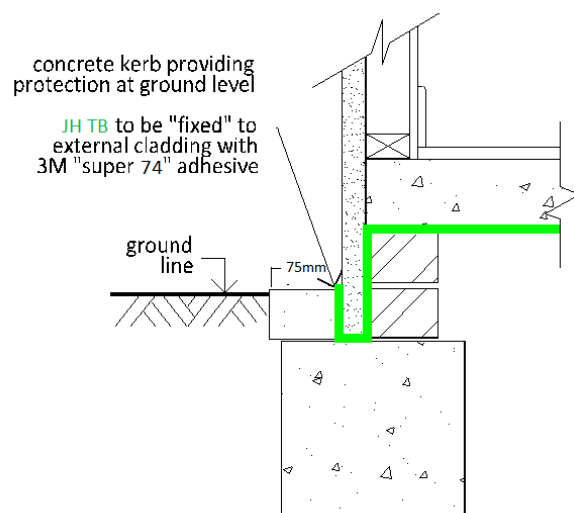 concrete kerb providing
protection at ground level
JH TB to be "fixed" to
external cladding with
3M "super 74" adhesive
ground
line
75mm